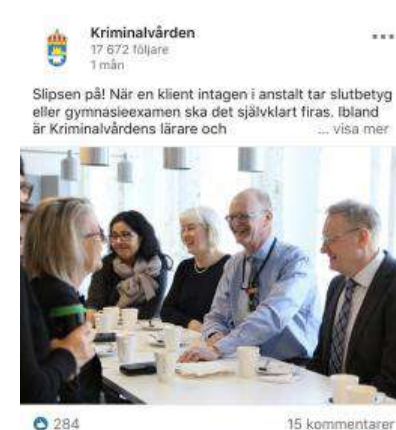 Kriminalvården
17 672 följare
1 mån
Slipsen på! När en klient intagen i anstalt tar slutbetyg
eller gymnasieexamen ska det självklart firas. Ibland
är Kriminalvårdens lärare och ... visa mer
284 15 kommentarer